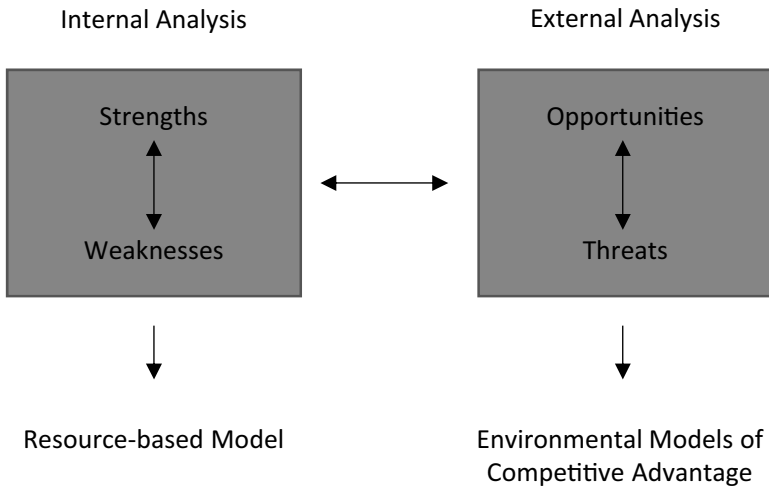 Internal Analysis
External Analysis
Strengths
Opportunities
Weaknesses
Threats
Resource-based Model
Environmental Models of
Competitive Advantage